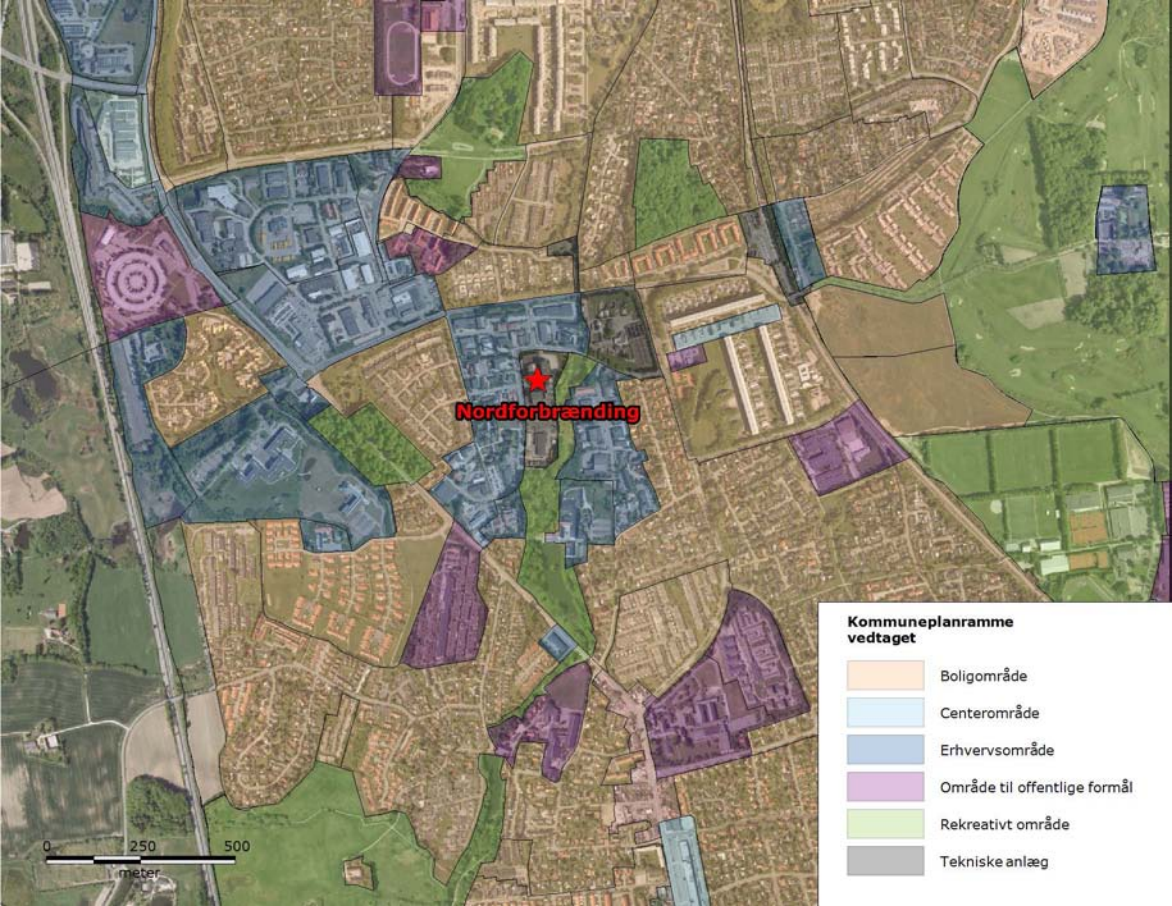 Nordforbrænding
Kommuneplanramme
vedtaget
Boligområde
Centerområde
Erhvervsområde
Område til offentlige formål
Rekreativt område
Tekniske anlæg
0 250 500
meter